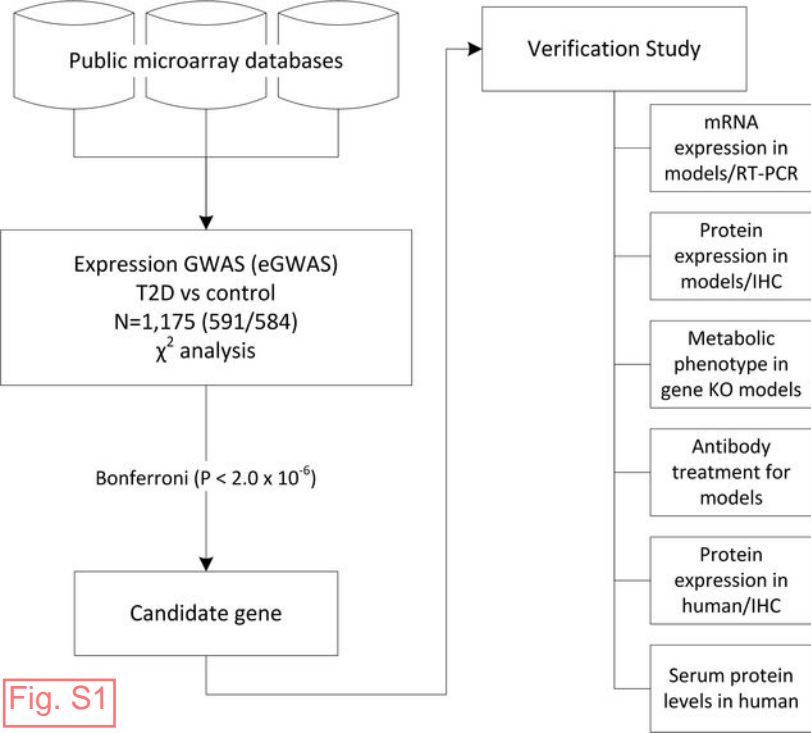 Public microarray databases
Expression GWAS (eGWAS)
T2D vs control
N=1,175 (591/584)
χ² analysis
Bonferroni (P < 2.0 x 10⁻⁶)
Candidate gene
Verification Study
mRNA
expression in
models/RT-PCR
Protein
expression in
models/IHC
Metabolic
phenotype in
gene KO models
Antibody
treatment for
models
Protein
expression in
human/IHC
Serum protein
levels in human
Fig. S1